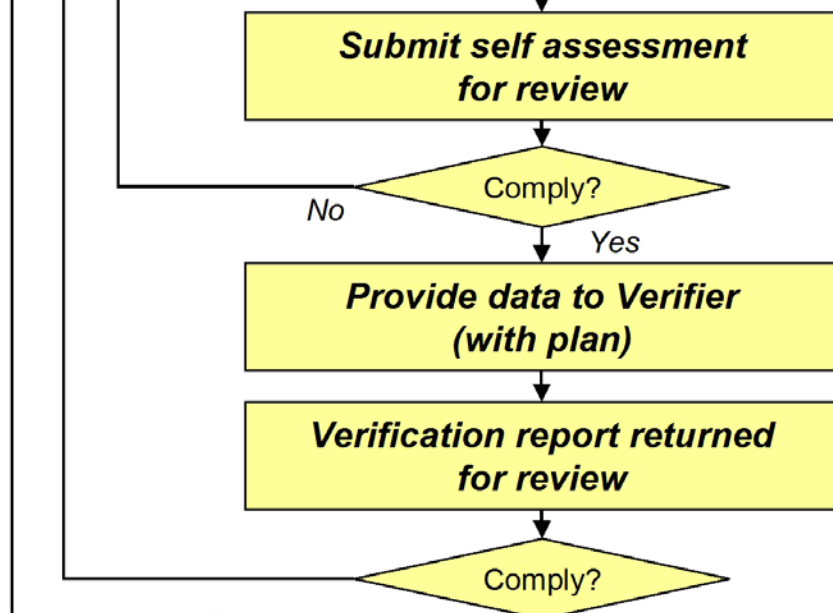 Submit self assessment
for review
Comply?
No
Yes
Provide data to Verifier
(with plan)
Verification report returned
for review
Comply?